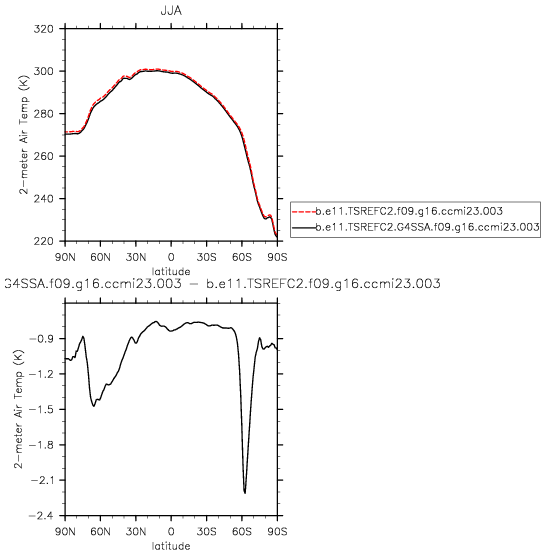 JJA
320
300
280
260
240
220
2-meter Air Temp (K)
90N 60N 30N 0 30S 60S 90S
latitude
b.e11.TSREFC2.f09.g16.ccmi23.003
b.e11.TSREFC2.G4SSA.f09.g16.ccmi23.003
G4SSA.f09.g16.ccmi23.003 - b.e11.TSREFC2.f09.g16.ccmi23.003
-0.9
-1.2
-1.5
-1.8
-2.1
-2.4
2-meter Air Temp (K)
90N 60N 30N 0 30S 60S 90S
latitude